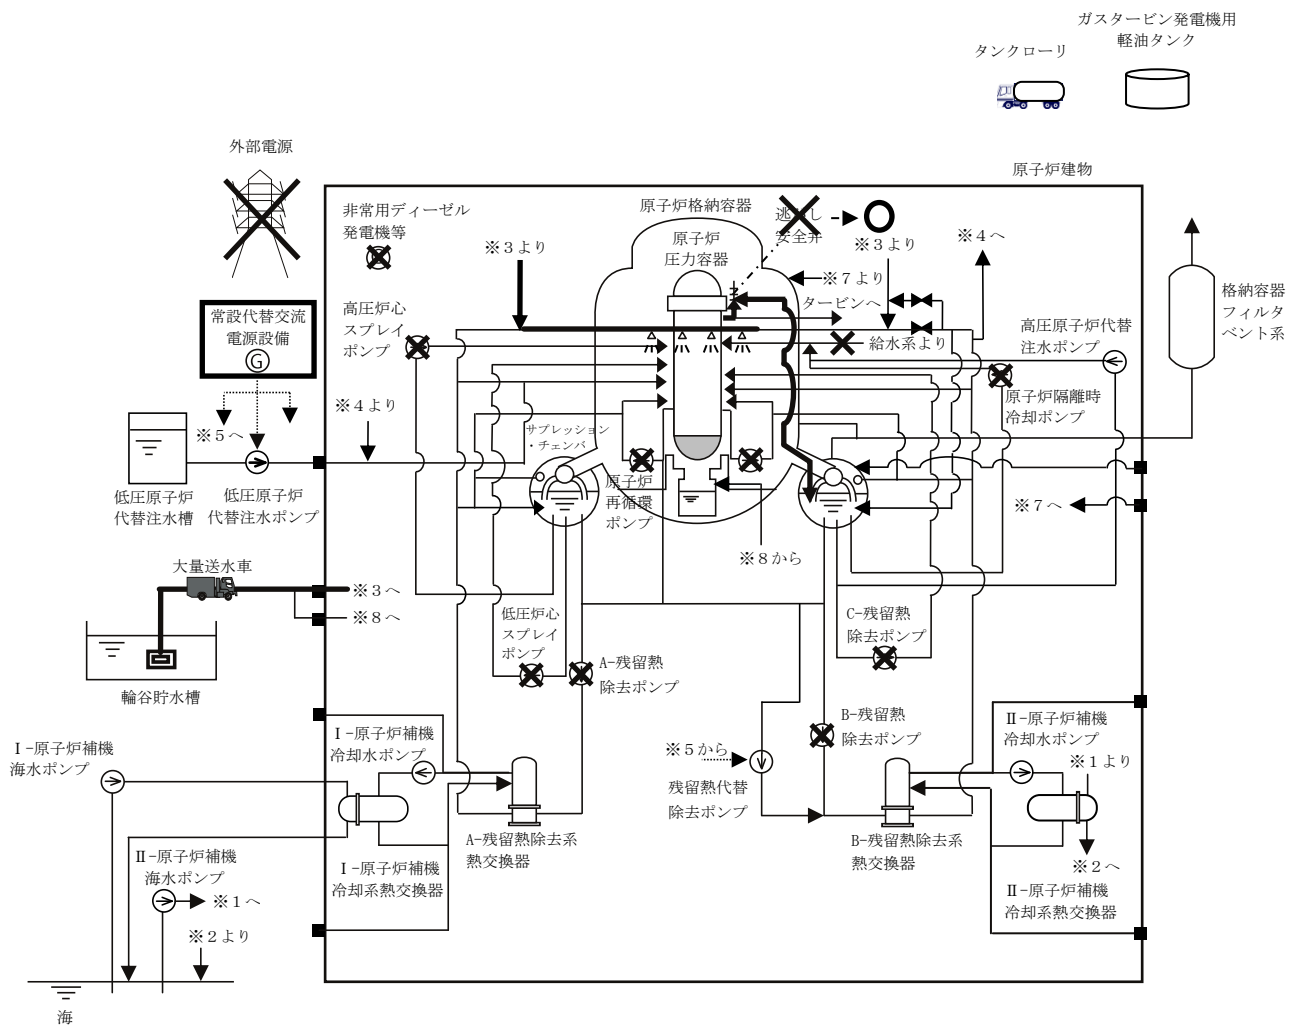 ガスタービン発電機用
軽油タンク
タンクローリ
外部電源
原子炉建物
非常用ディーゼル
発電機等
原子炉格納容器
原子炉
圧力容器
逃がし
安全弁
※３より
※３より
※４へ
※７より
タービンへ
格納容器
フィルタ
ベント系
常設代替交流
電源設備
G
高圧炉心
スプレイ
ポンプ
給水系より
高圧原子炉代替
注水ポンプ
原子炉隔離時
冷却ポンプ
※４より
※５へ
サプレッション
・チェンバ
低圧原子炉
代替注水槽
低圧原子炉
代替注水ポンプ
原子炉
再循環
ポンプ
※７へ
※８から
大量送水車
※３へ
※８へ
輪谷貯水槽
低圧炉心
スプレイ
ポンプ
C-残留熱
除去ポンプ
A-残留熱
除去ポンプ
B-残留熱
除去ポンプ
Ⅰ-原子炉補機
海水ポンプ
Ⅰ-原子炉補機
冷却水ポンプ
※５から
残留熱代替
除去ポンプ
Ⅱ-原子炉補機
冷却水ポンプ
※１より
A-残留熱除去系
熱交換器
B-残留熱除去系
熱交換器
※２へ
Ⅱ-原子炉補機
海水ポンプ
※１へ
Ⅰ-原子炉補機
冷却系熱交換器
Ⅱ-原子炉補機
冷却系熱交換器
※２より
海